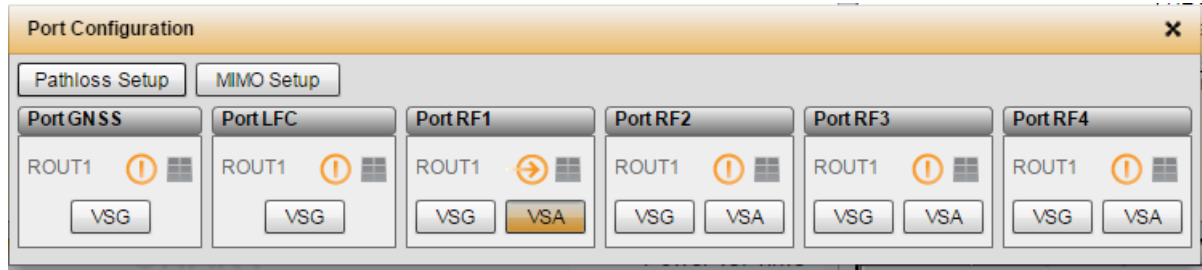 Port Configuration
Pathloss Setup MIMO Setup
Port GNSS Port LFC Port RF1 Port RF2 Port RF3 Port RF4
ROUT1 ROUT1 ROUT1 ROUT1 ROUT1 ROUT1
VSG VSG VSG VSA VSG VSA VSG VSA VSG VSA